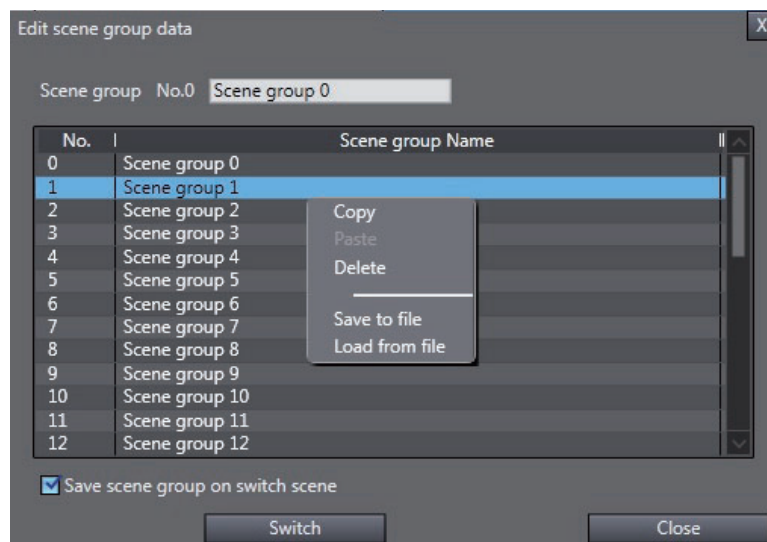 Edit scene group data X
Scene group No.0 Scene group 0
No. Scene group Name
0 Scene group 0
1 Scene group 1
2 Scene group 2
3 Scene group 3
4 Scene group 4
5 Scene group 5
6 Scene group 6
7 Scene group 7
8 Scene group 8
9 Scene group 9
10 Scene group 10
11 Scene group 11
12 Scene group 12
Copy
Paste
Delete
Save to file
Load from file
Save scene group on switch scene
Switch Close